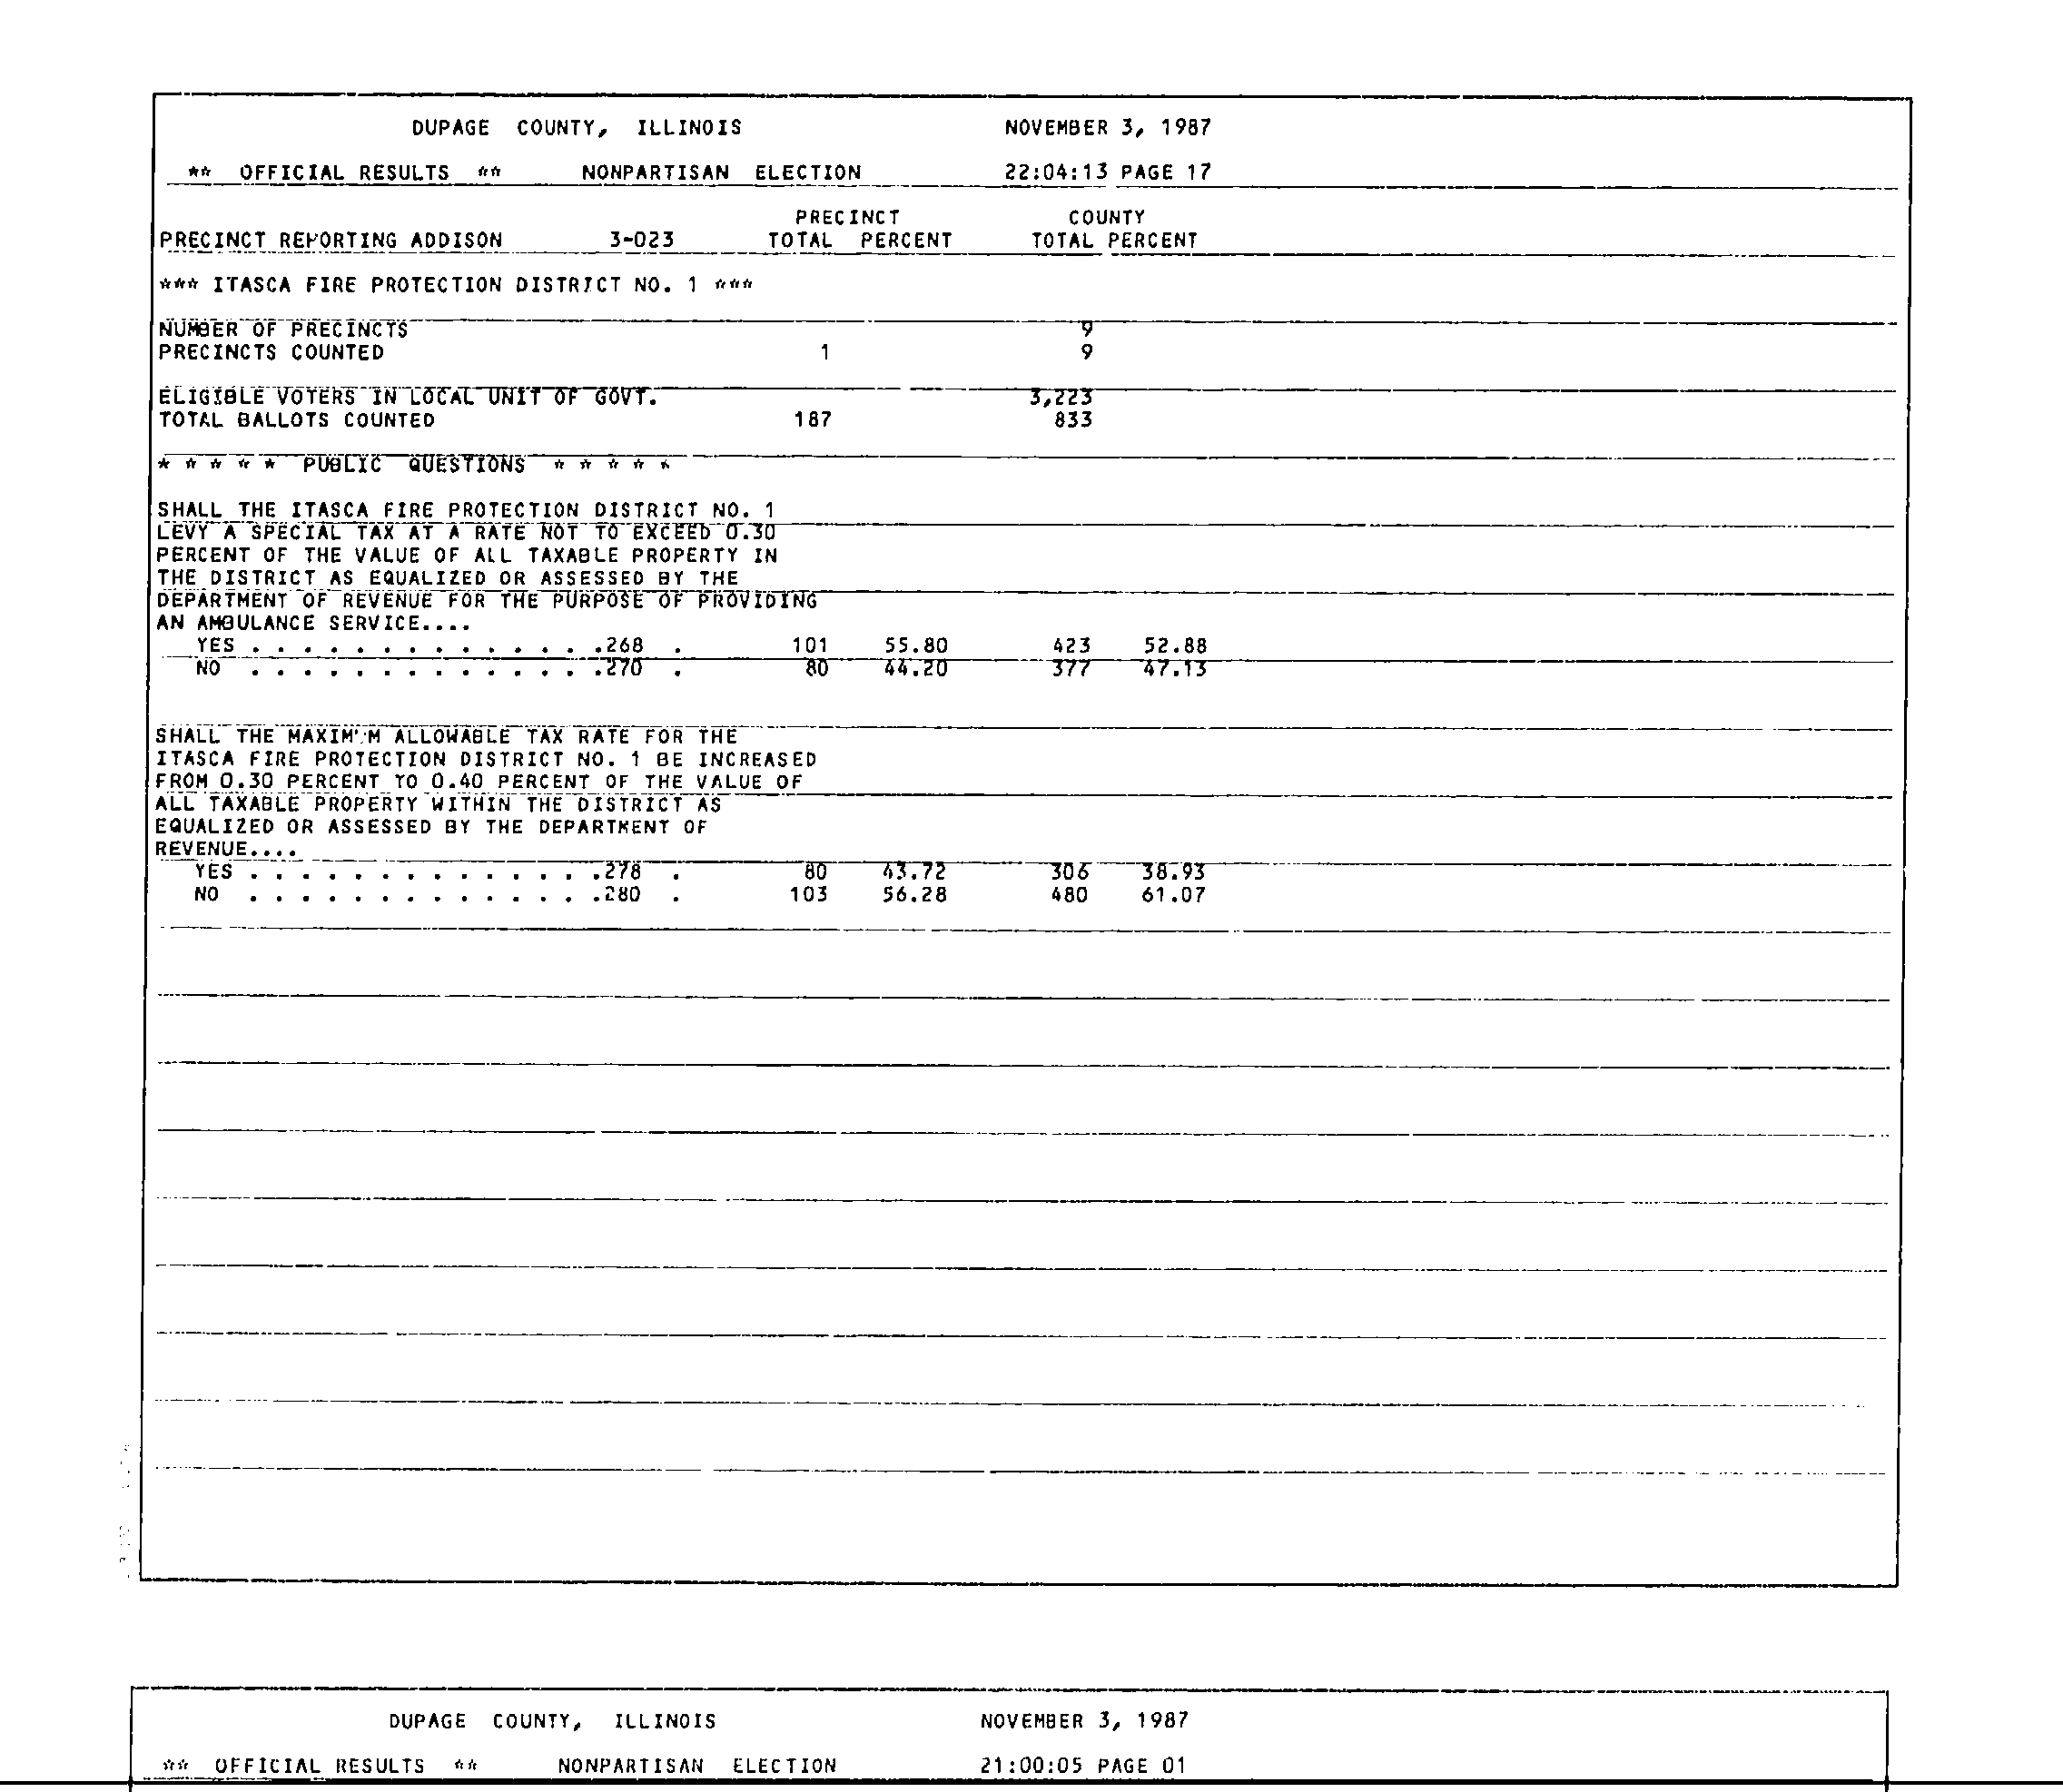 DUPAGE COUNTY, ILLINOIS NOVEMBER 3, 1987
** OFFICIAL RESULTS ** NONPARTISAN ELECTION 22:04:13 PAGE 17
PRECINCT COUNTY
PRECINCT REPORTING ADDISON 3-023 TOTAL PERCENT TOTAL PERCENT
*** ITASCA FIRE PROTECTION DISTRICT NO. 1 ***
NUMBER OF PRECINCTS 9
PRECINCTS COUNTED 1 9
ELIGIBLE VOTERS IN LOCAL UNIT OF GOVT. 3,223
TOTAL BALLOTS COUNTED 187 833
* * * * * PUBLIC QUESTIONS * * * * *
SHALL THE ITASCA FIRE PROTECTION DISTRICT NO. 1
LEVY A SPECIAL TAX AT A RATE NOT TO EXCEED 0.30
PERCENT OF THE VALUE OF ALL TAXABLE PROPERTY IN
THE DISTRICT AS EQUALIZED OR ASSESSED BY THE
DEPARTMENT OF REVENUE FOR THE PURPOSE OF PROVIDING
AN AMBULANCE SERVICE....
YES . . . . . . . . . . . . . .268 . 101 55.80 423 52.88
NO . . . . . . . . . . . . . .270 . 80 44.20 377 47.13
SHALL THE MAXIMUM ALLOWABLE TAX RATE FOR THE
ITASCA FIRE PROTECTION DISTRICT NO. 1 BE INCREASED
FROM 0.30 PERCENT TO 0.40 PERCENT OF THE VALUE OF
ALL TAXABLE PROPERTY WITHIN THE DISTRICT AS
EQUALIZED OR ASSESSED BY THE DEPARTMENT OF
REVENUE....
YES . . . . . . . . . . . . . .278 . 80 43.72 306 38.93
NO . . . . . . . . . . . . . .280 . 103 56.28 480 61.07
DUPAGE COUNTY, ILLINOIS NOVEMBER 3, 1987
** OFFICIAL RESULTS ** NONPARTISAN ELECTION 21:00:05 PAGE 01